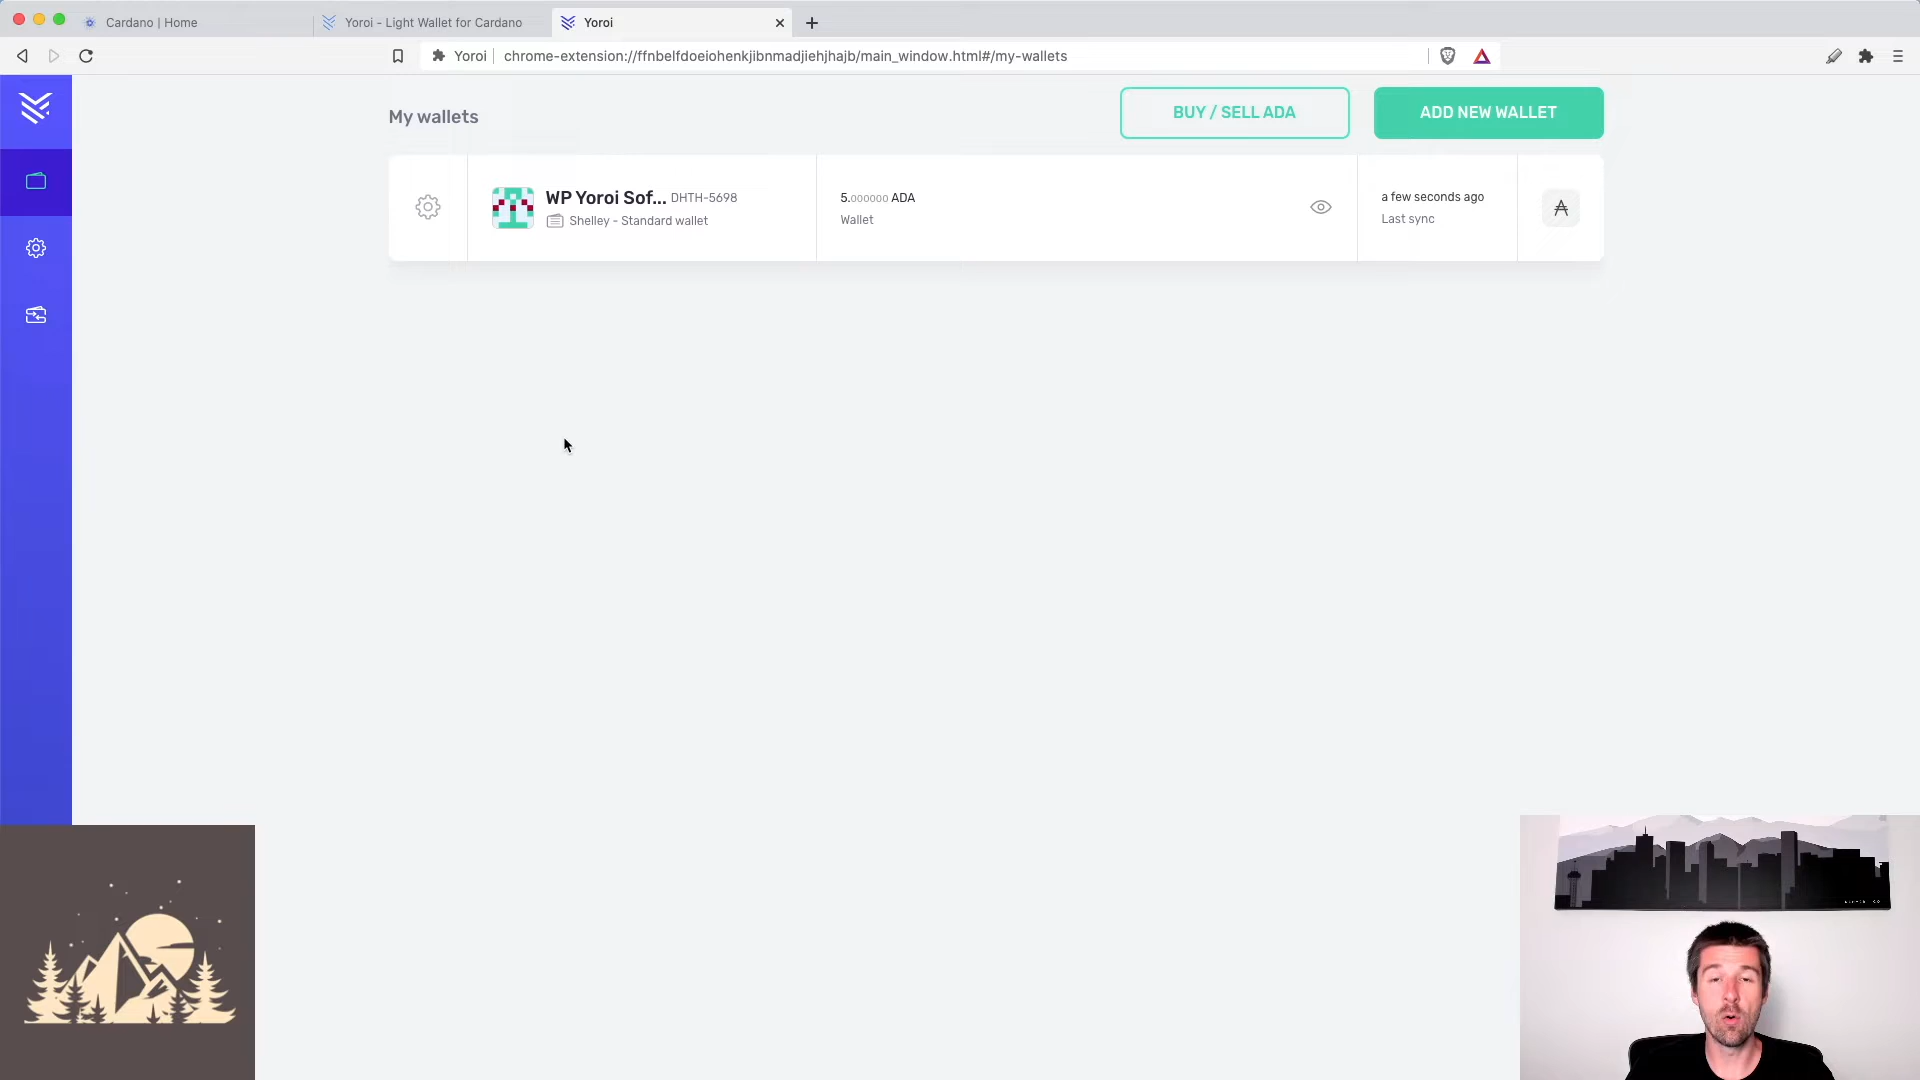 Cardano | Home
Yoroi - Light Wallet for Cardano
Yoroi
Yoroi
chrome-extension://ffnbelfdoeiohenkjibnmadjiehjhajb/main_window.html#/my-wallets
My wallets
BUY / SELL ADA
ADD NEW WALLET
WP Yoroi Sof... DHTH-5698
Shelley - Standard wallet
5.000000 ADA
Wallet
a few seconds ago
Last sync